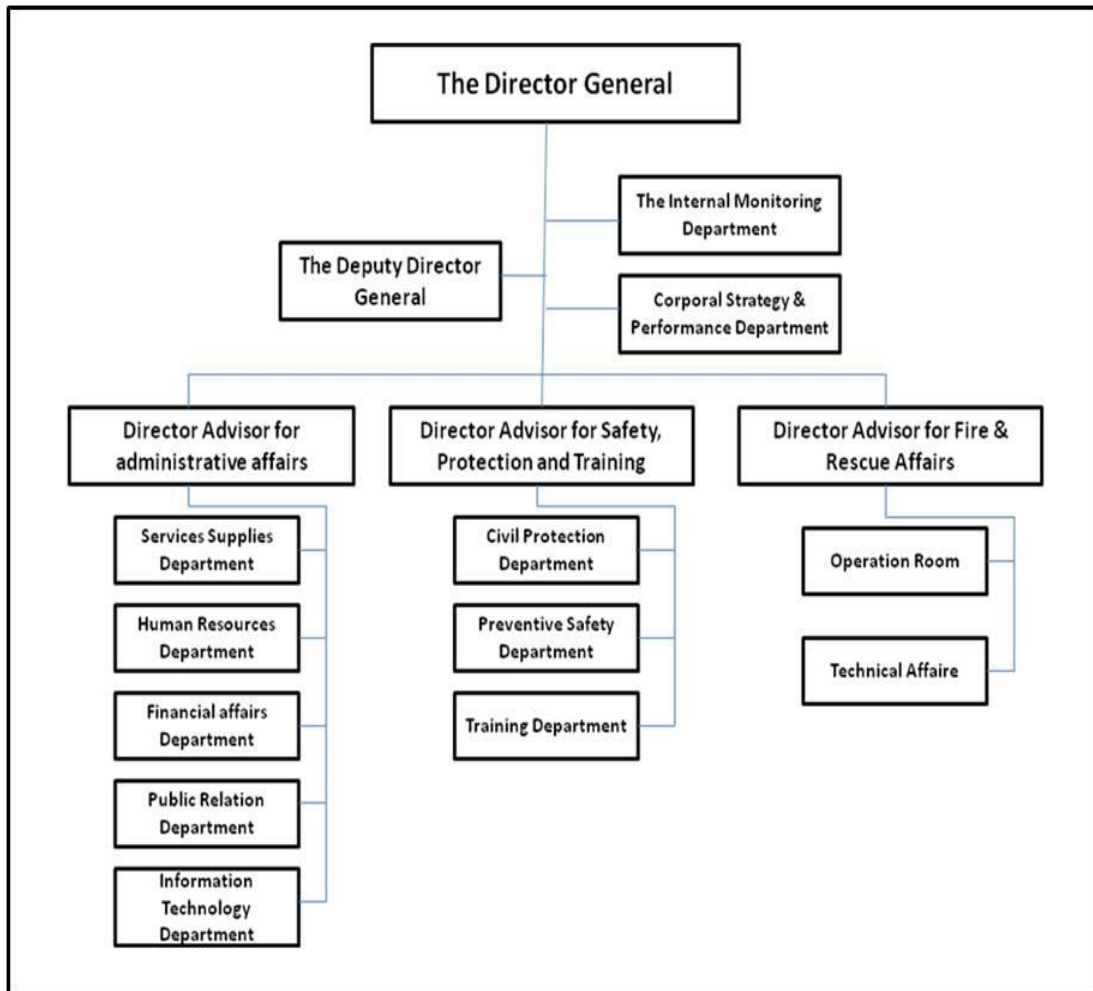 The Director General
The Internal Monitoring
Department
The Deputy Director
General
Corporal Strategy &
Performance Department
Director Advisor for
administrative affairs
Director Advisor for Safety,
Protection and Training
Director Advisor for Fire &
Rescue Affairs
Services Supplies
Department
Human Resources
Department
Financial affairs
Department
Public Relation
Department
Information
Technology
Department
Civil Protection
Department
Preventive Safety
Department
Training Department
Operation Room
Technical Affaire